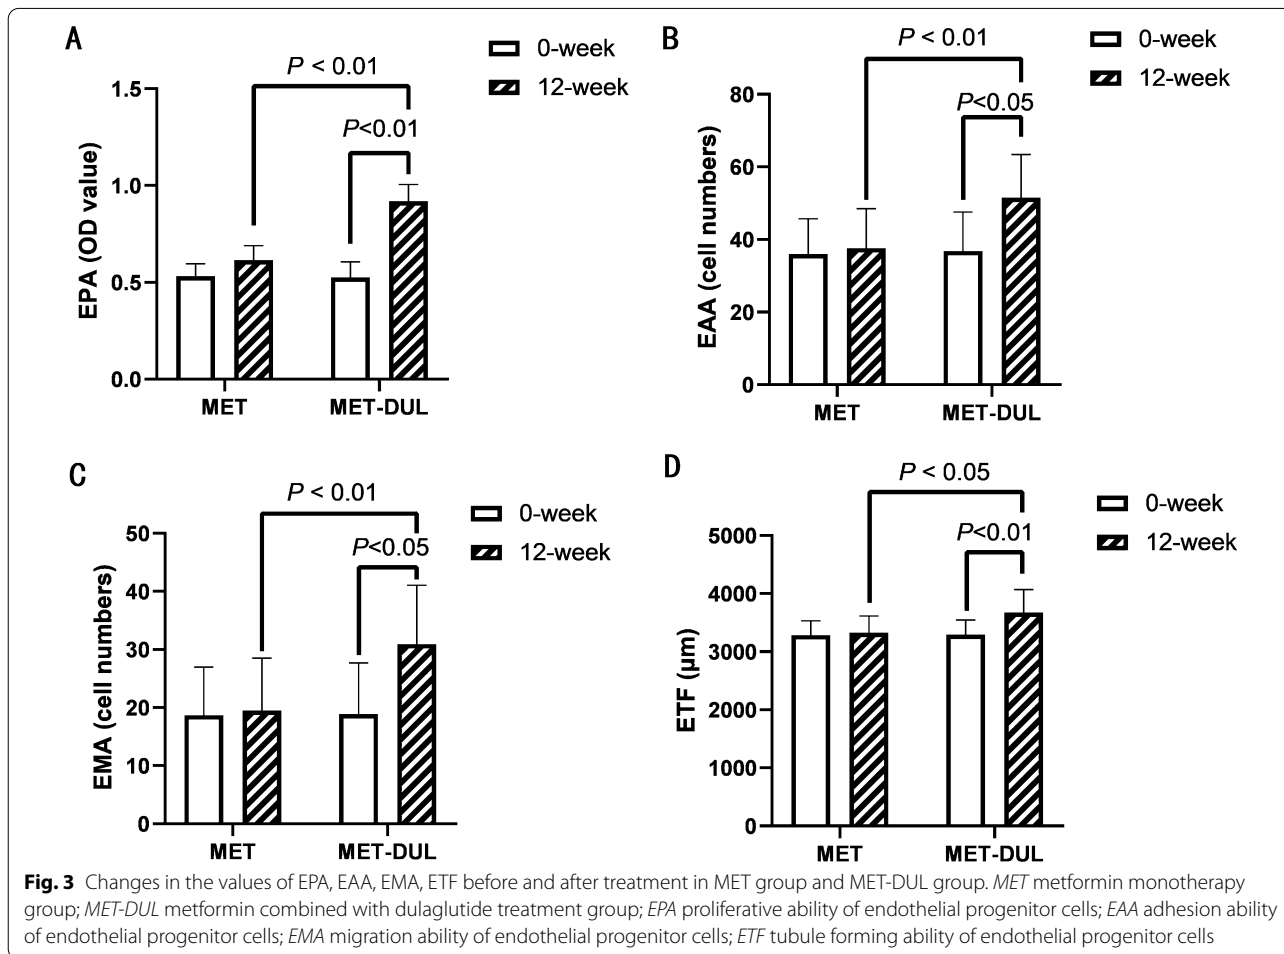 A
P < 0.01
0-week
12-week
P<0.01
1.5
1.0
0.5
0.0
EPA (OD value)
MET
MET-DUL
B
P < 0.01
0-week
12-week
P<0.05
80
60
40
20
0
EAA (cell numbers)
MET
MET-DUL
C
P < 0.01
0-week
12-week
P<0.05
50
40
30
20
10
0
EMA (cell numbers)
MET
MET-DUL
D
P < 0.05
0-week
12-week
P<0.01
5000
4000
3000
2000
1000
0
ETF (μm)
MET
MET-DUL
Fig. 3 Changes in the values of EPA, EAA, EMA, ETF before and after treatment in MET group and MET-DUL group. MET metformin monotherapy
group; MET-DUL metformin combined with dulaglutide treatment group; EPA proliferative ability of endothelial progenitor cells; EAA adhesion ability
of endothelial progenitor cells; EMA migration ability of endothelial progenitor cells; ETF tubule forming ability of endothelial progenitor cells